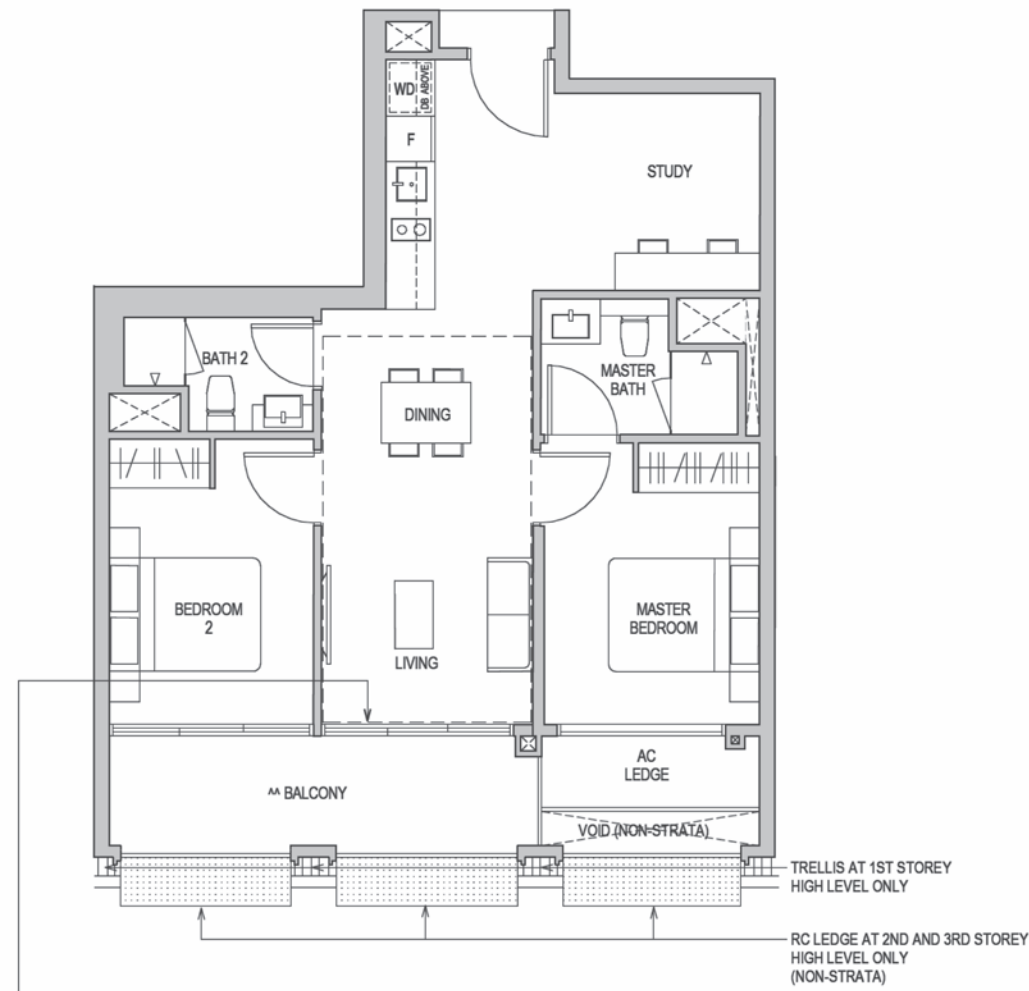 WD
DB ABOVE
F
STUDY
BATH 2
MASTER
BATH
DINING
BEDROOM
2
MASTER
BEDROOM
LIVING
AC
LEDGE
^^ BALCONY
VOID (NON-STRATA)
TRELLIS AT 1ST STOREY
HIGH LEVEL ONLY
RC LEDGE AT 2ND AND 3RD STOREY
HIGH LEVEL ONLY
(NON-STRATA)